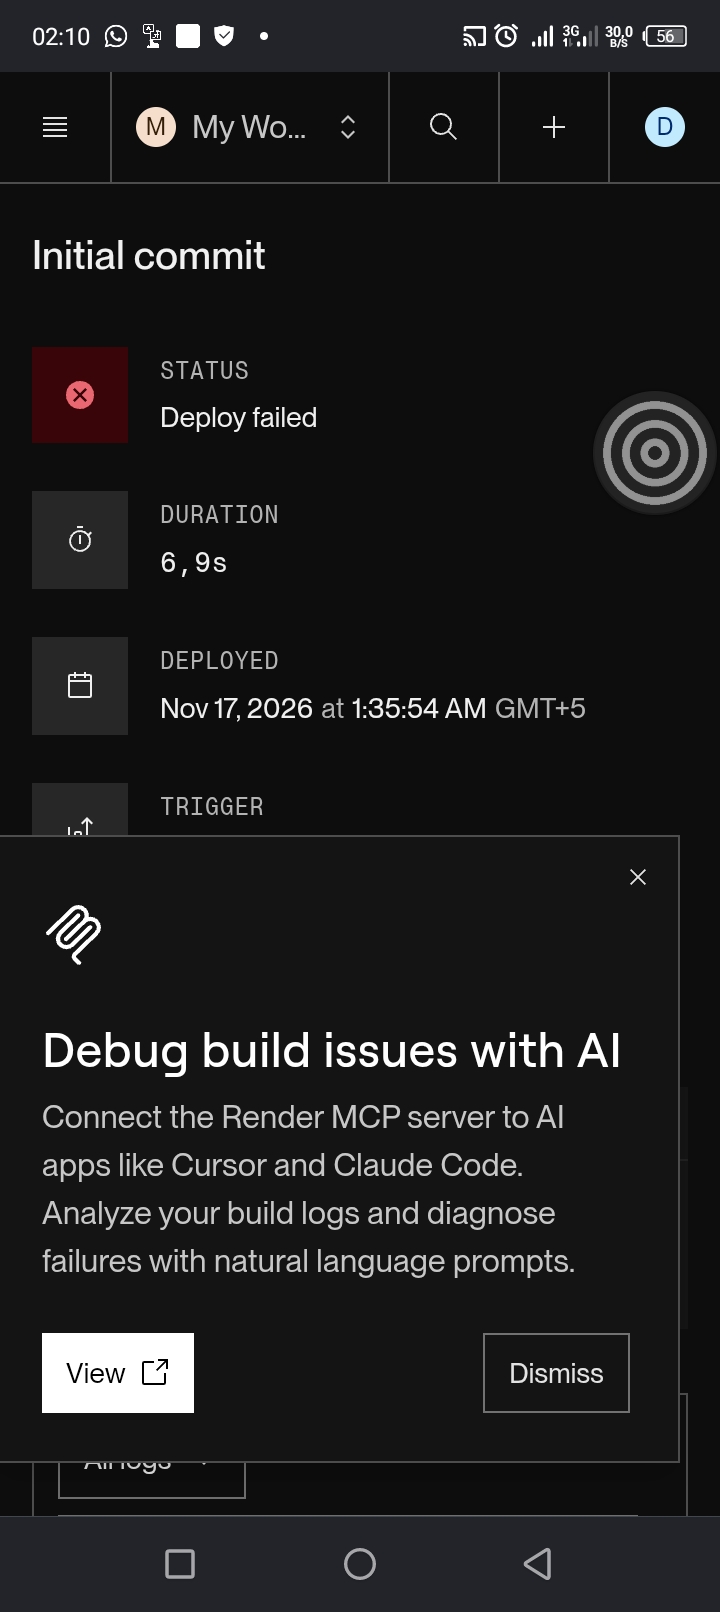 02:10
3G
30,0
B/S
56
M My Wo... D
Initial commit
STATUS
Deploy failed
DURATION
6,9s
DEPLOYED
Nov 17, 2026 at 1:35:54 AM GMT+5
TRIGGER
Debug build issues with AI
Connect the Render MCP server to AI
apps like Cursor and Claude Code.
Analyze your build logs and diagnose
failures with natural language prompts.
View Dismiss
All logs